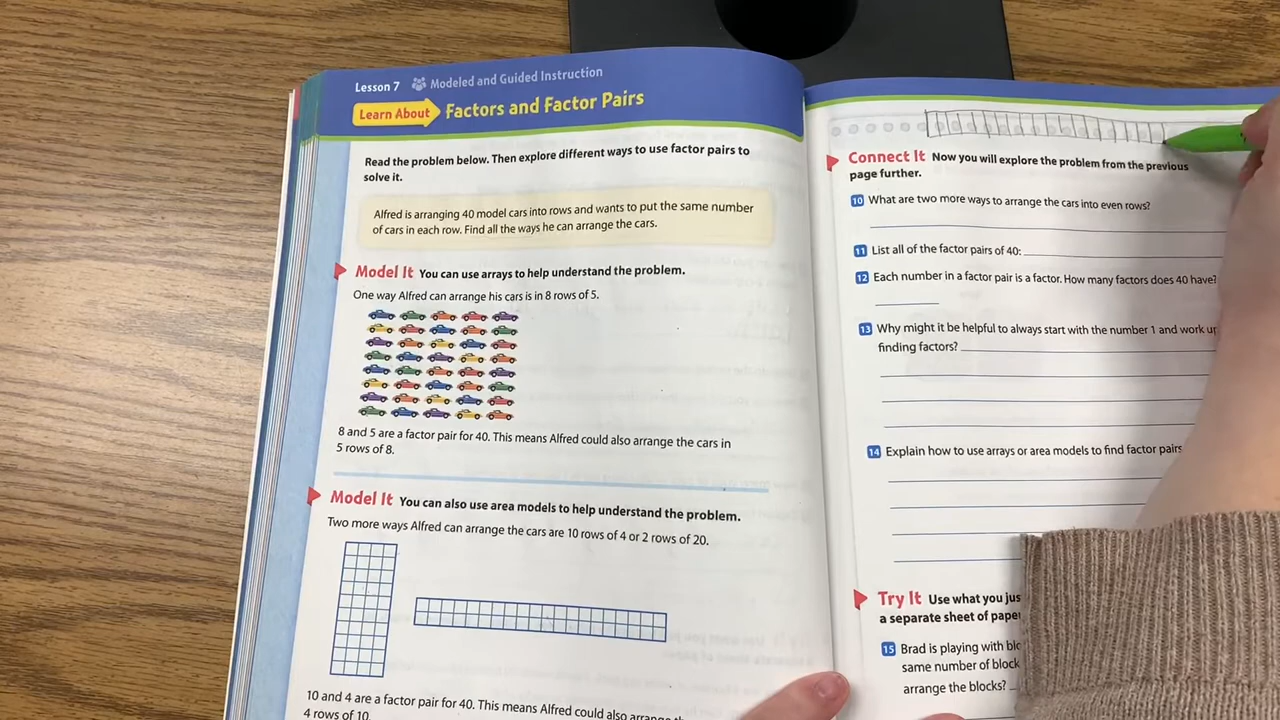 Lesson 7 Modeled and Guided Instruction
Learn About Factors and Factor Pairs
Read the problem below. Then explore different ways to use factor pairs to
solve it.
Alfred is arranging 40 model cars into rows and wants to put the same number
of cars in each row. Find all the ways he can arrange the cars.
Model It You can use arrays to help understand the problem.
One way Alfred can arrange his cars is in 8 rows of 5.
8 and 5 are a factor pair for 40. This means Alfred could also arrange the cars in
5 rows of 8.
Model It You can also use area models to help understand the problem.
Two more ways Alfred can arrange the cars are 10 rows of 4 or 2 rows of 20.
10 and 4 are a factor pair for 40. This means Alfred could also
4 rows of 10.
Connect It Now you will explore the problem from the previous
page further.
10 What are two more ways to arrange the cars into even rows?
11 List all of the factor pairs of 40:
12 Each number in a factor pair is a factor. How many factors does 40 have?
13 Why might it be helpful to always start with the number 1 and work
finding factors?
14 Explain how to use arrays or area models to find factor pairs
Try It Use what you
a separate sheet of
15 Brad is playing with
same number of
arrange the blocks?